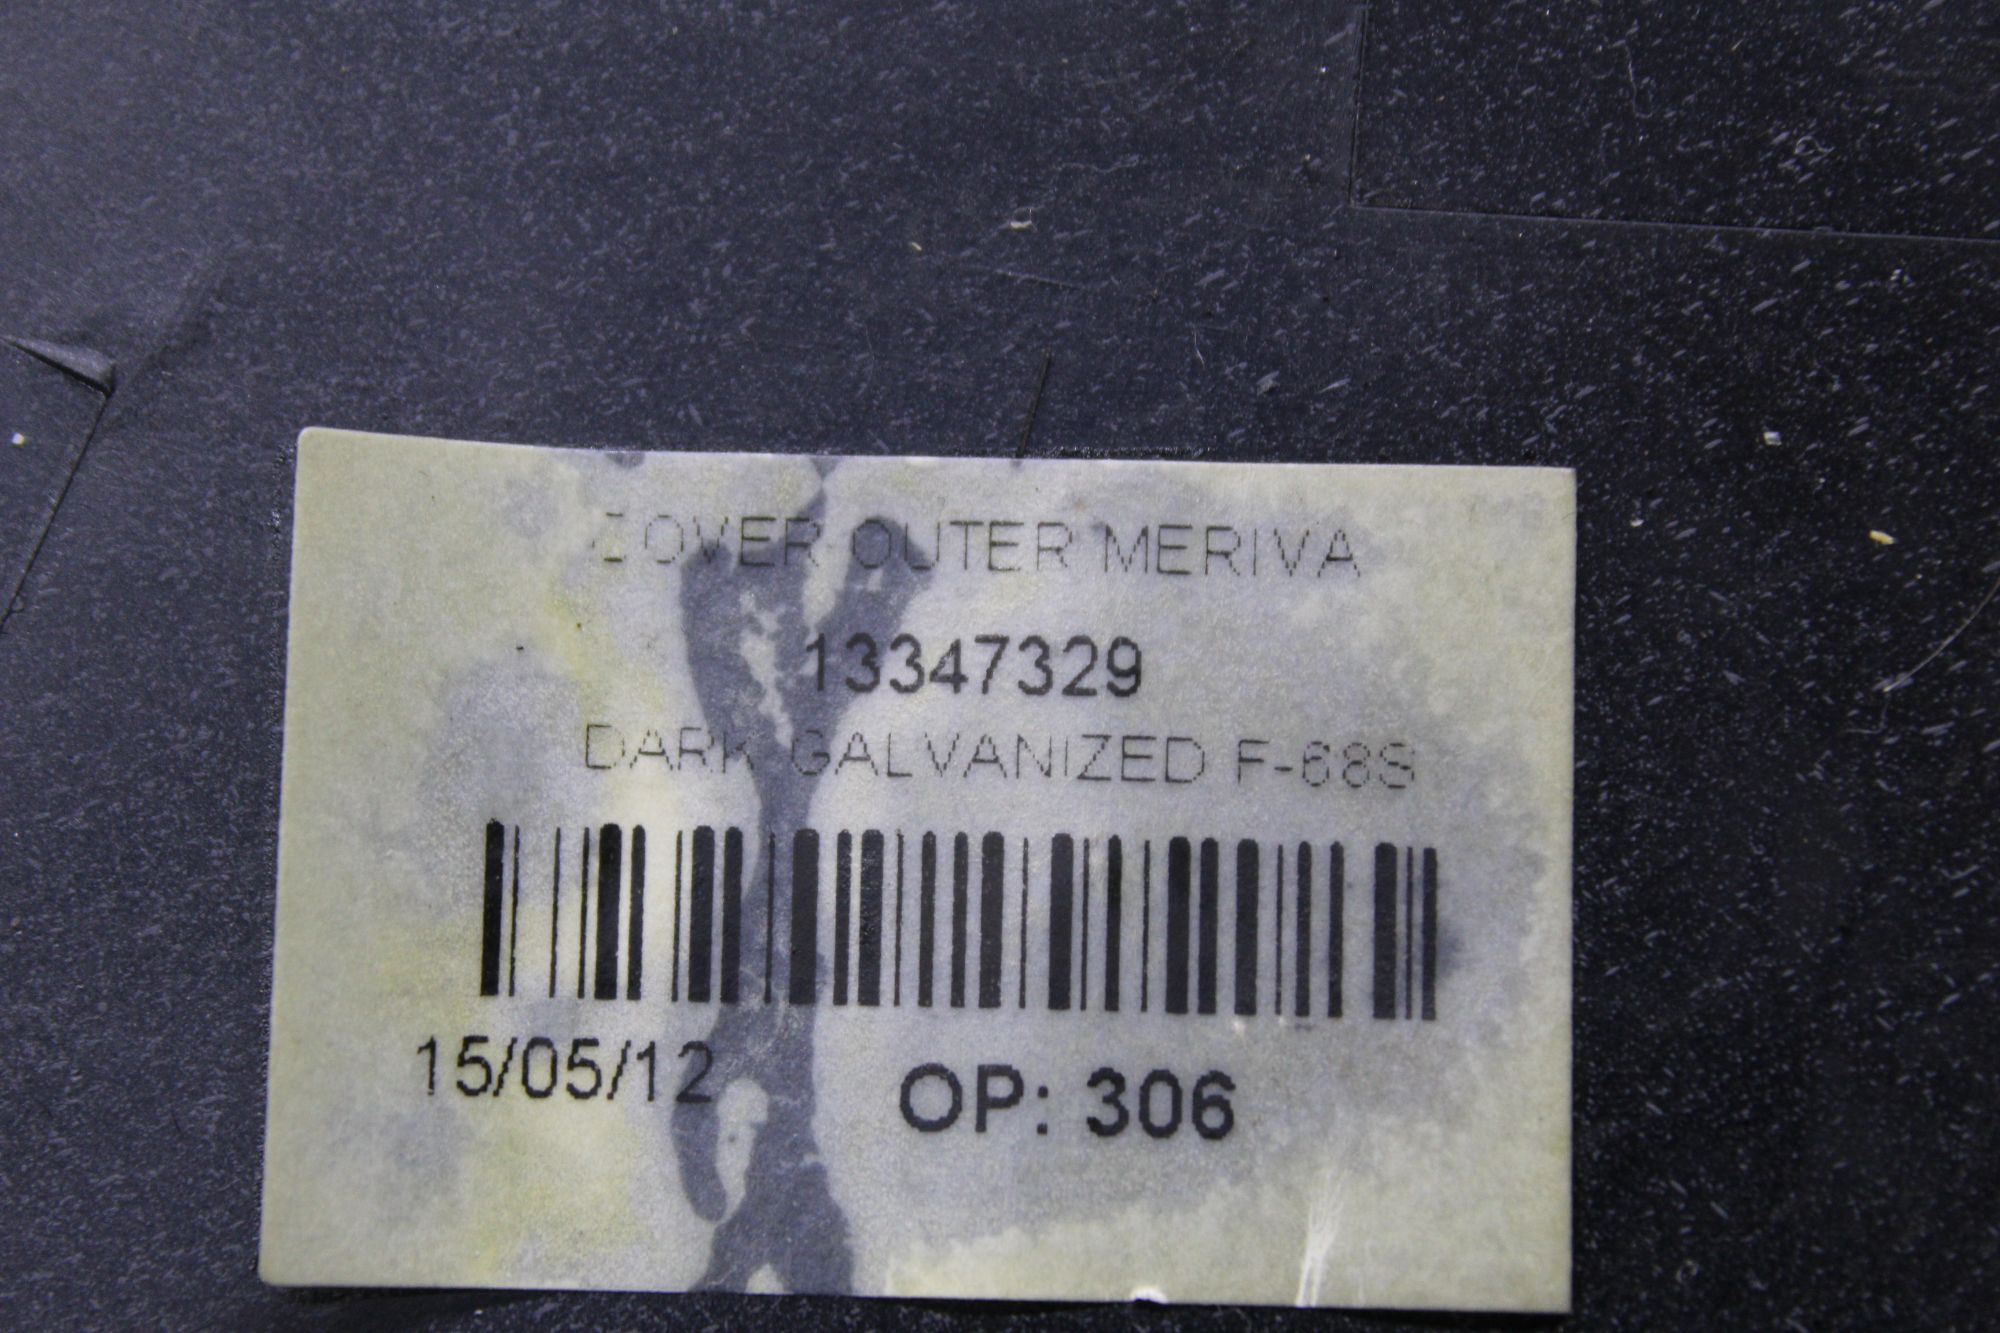 COVER OUTER MERIVA
13347329
DARK GALVANIZED F-68S
15/05/12 OP: 306